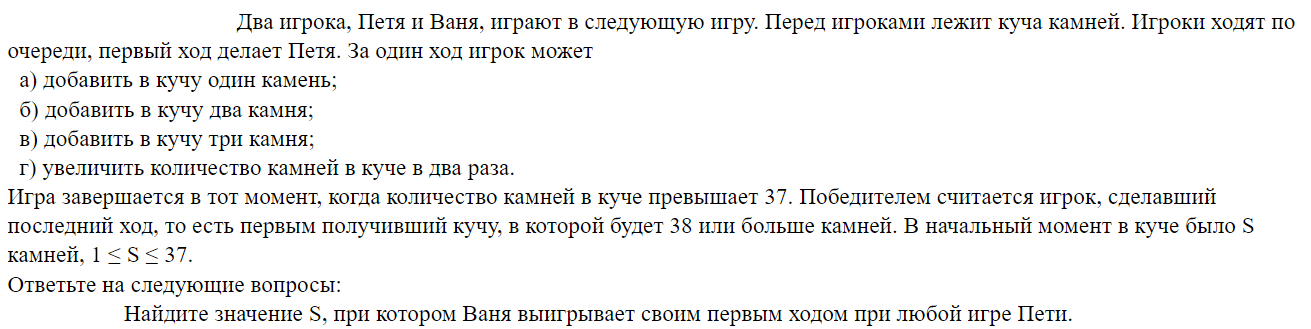 Два игрока, Петя и Ваня, играют в следующую игру. Перед игроками лежит куча камней. Игроки ходят по
очереди, первый ход делает Петя. За один ход игрок может
а) добавить в кучу один камень;
б) добавить в кучу два камня;
в) добавить в кучу три камня;
г) увеличить количество камней в куче в два раза.
Игра завершается в тот момент, когда количество камней в куче превышает 37. Победителем считается игрок, сделавший
последний ход, то есть первым получивший кучу, в которой будет 38 или больше камней. В начальный момент в куче было S
камней, 1 ≤ S ≤ 37.
Ответьте на следующие вопросы:
Найдите значение S, при котором Ваня выигрывает своим первым ходом при любой игре Пети.